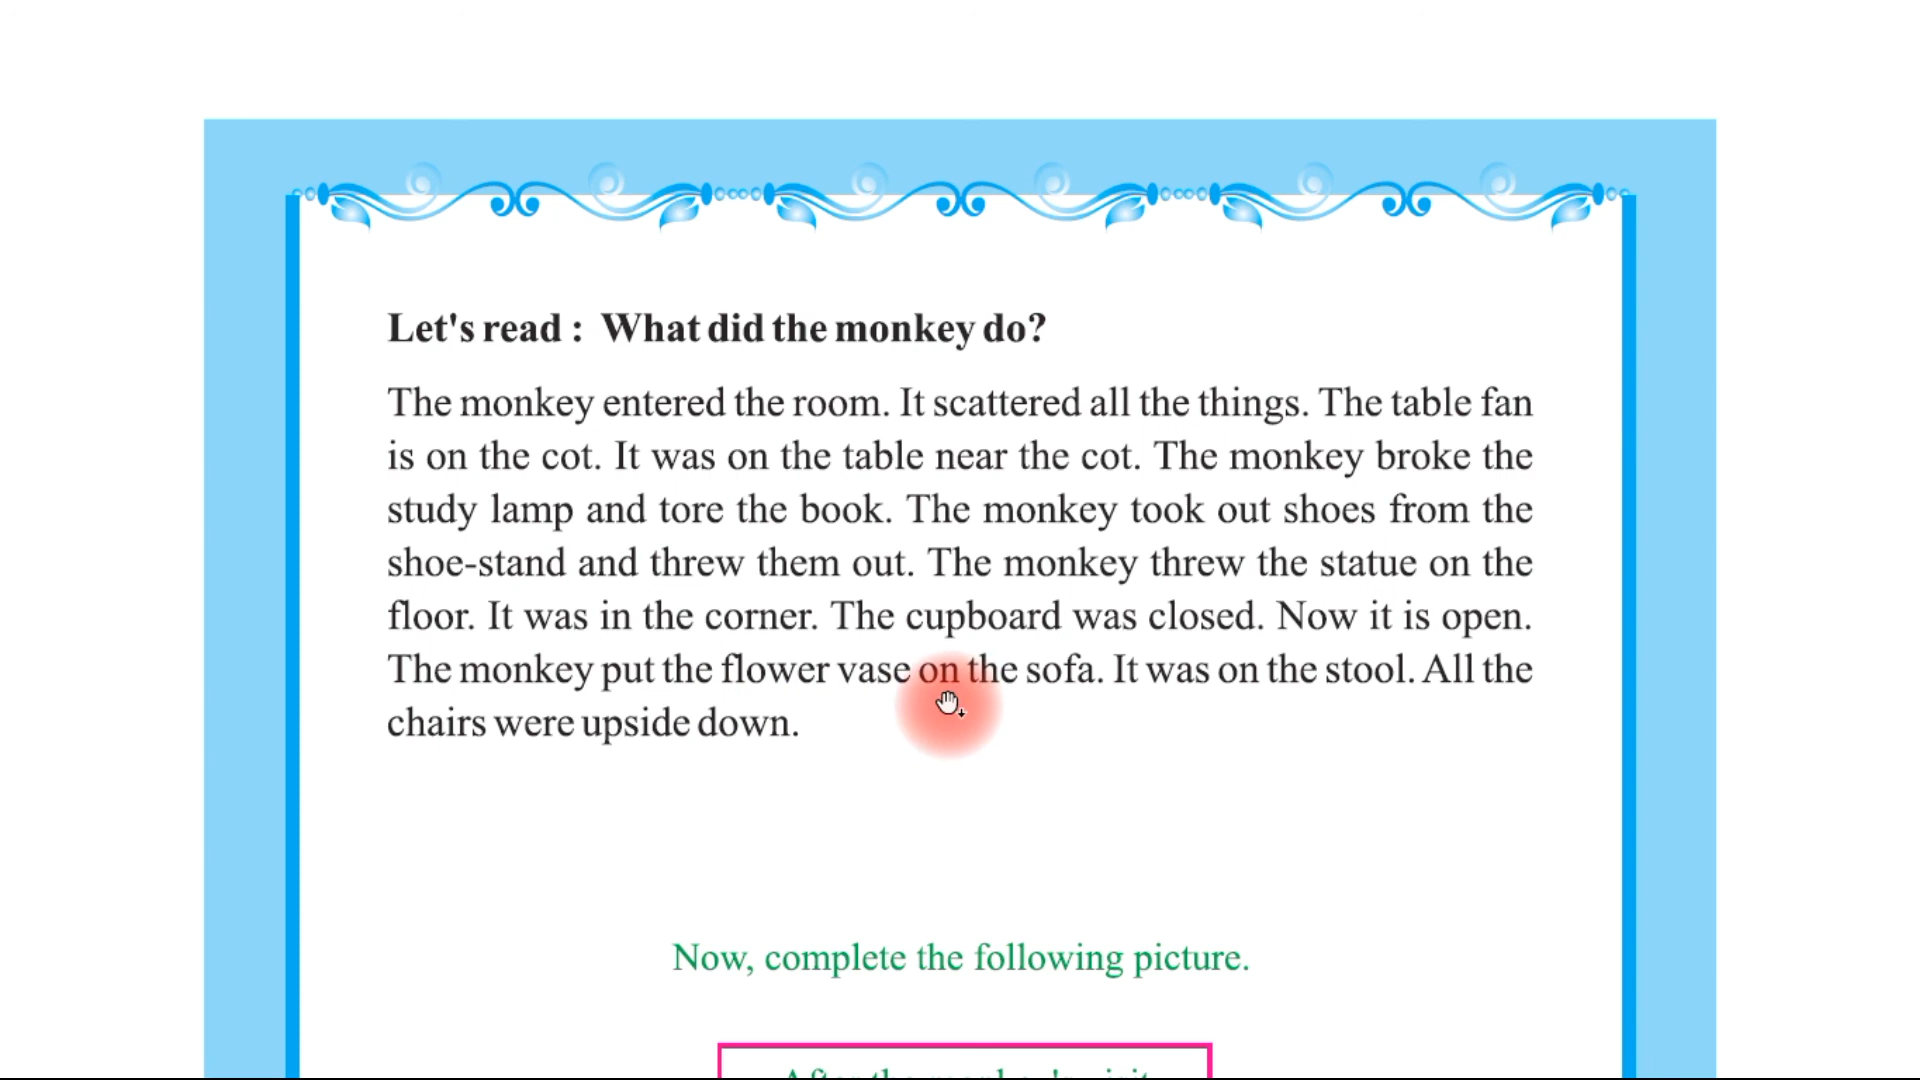 Let's read : What did the monkey do?
The monkey entered the room. It scattered all the things. The table fan
is on the cot. It was on the table near the cot. The monkey broke the
study lamp and tore the book. The monkey took out shoes from the
shoe-stand and threw them out. The monkey threw the statue on the
floor. It was in the corner. The cupboard was closed. Now it is open.
The monkey put the flower vase on the sofa. It was on the stool. All the
chairs were upside down.
Now, complete the following picture.
After the monkey's visit